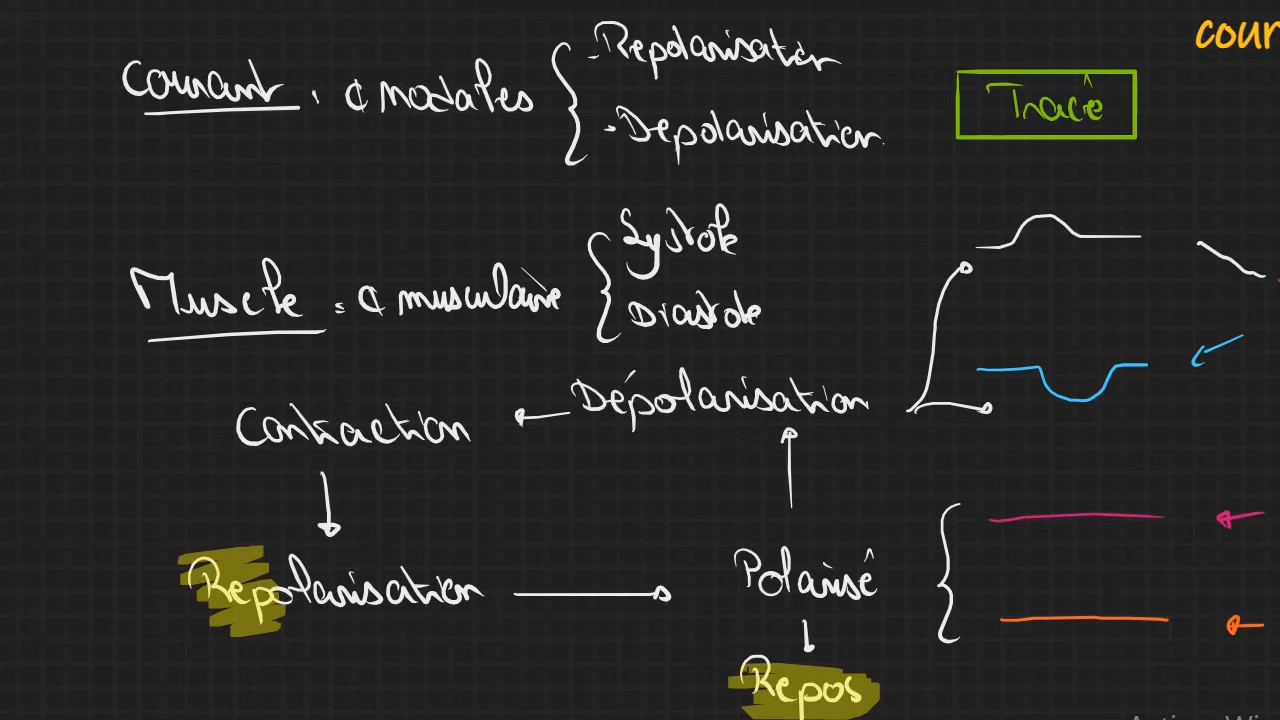 cour
Courant : ¢ nodales { - Repolarisation
- Dépolarisation
Tracé
Muscle : ¢ musculaire { Systole
Diastole
Contraction ← Dépolarisation
Repolarisation → Polarisé
Repos